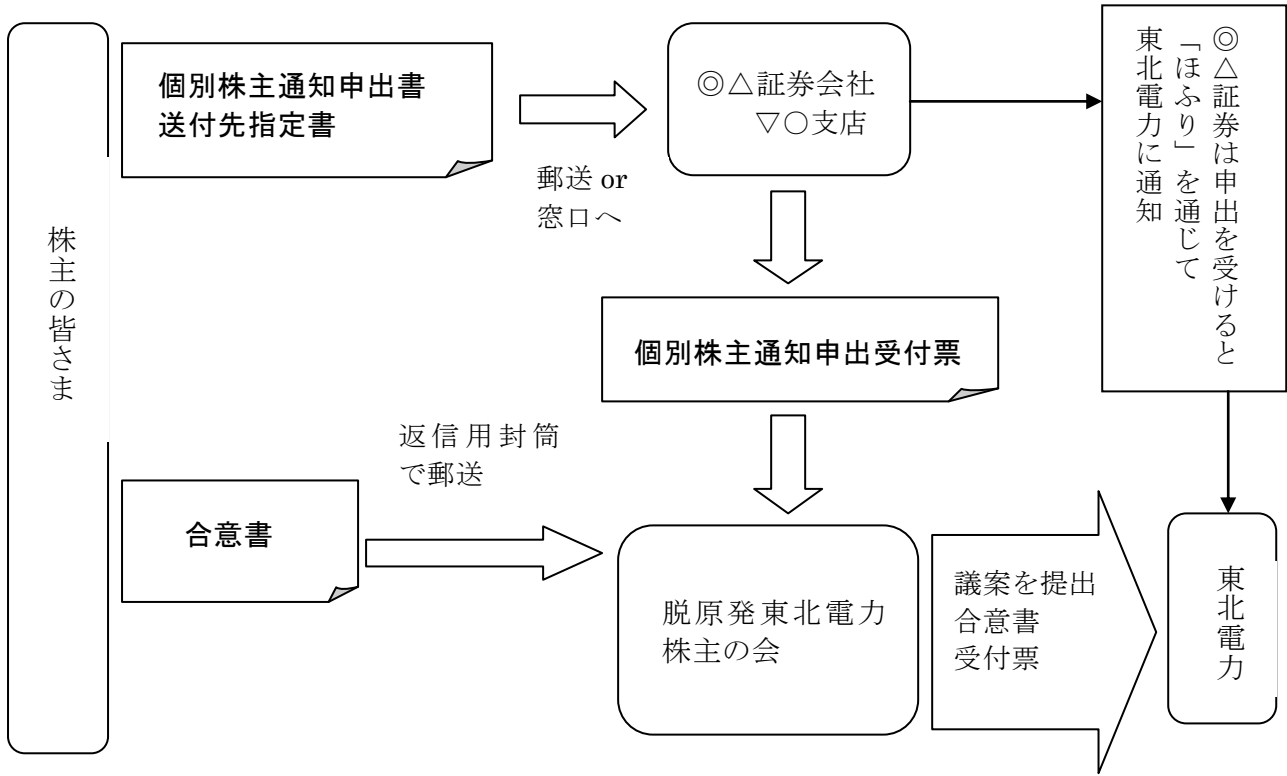 株主の皆さま
個別株主通知申出書
送付先指定書
郵送 or
窓口へ
◎△証券会社
▽○支店
◎△証券は申出を受けると
「ほふり」を通じて
東北電力に通知
個別株主通知申出受付票
返信用封筒
で郵送
合意書
脱原発東北電力
株主の会
議案を提出
合意書
受付票
東北電力